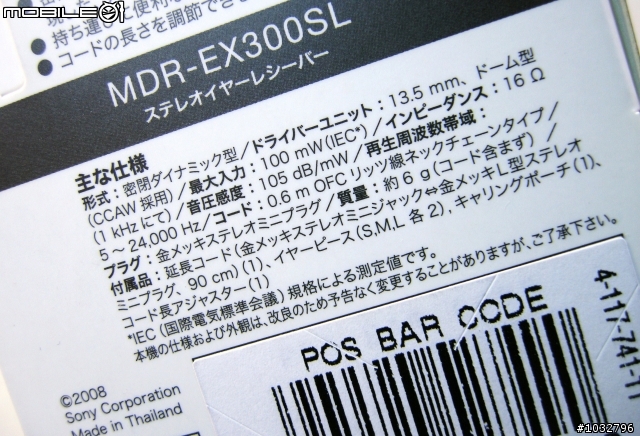 mobile01
● 持ち運びに便利な
● コードの長さを調節でき
MDR-EX300SL
ステレオイヤーレシーバー
主な仕様
形式：密閉ダイナミック型/ドライバーユニット：13.5 mm、ドーム型
(CCAW 採用)/最大入力：100 mW (IEC*)/インピーダンス：16 Ω
(1 kHzにて)/音圧感度：105 dB/mW/再生周波数帯域：
5～24,000 Hz/コード：0.6 m OFCリッツ線ネックチェーンタイプ/
プラグ：金メッキステレオミニプラグ/質量：約6 g (コード含まず)/
付属品：延長コード (金メッキステレオミニジャック⇔金メッキL型ステレオ
ミニプラグ、90 cm) (1)、イヤーピース (S,M,L 各2)、キャリングポーチ (1)、
コード長アジャスター (1)
*IEC (国際電気標準会議) 規格による測定値です。
本機の仕様および外観は、改良のため予告なく変更することがありますが、ご了承下さい。
POS BAR CODE
4-117-741-1
©2008
Sony Corporation
Made in Thailand
#1032796